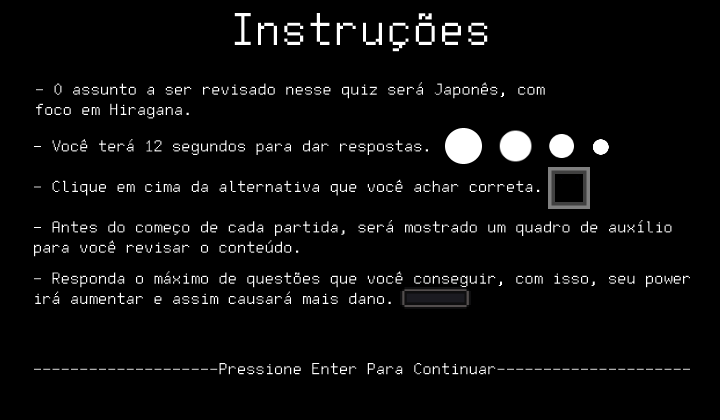 Instruções
- O assunto a ser revisado nesse quiz será Japonês, com
foco em Hiragana.
- Você terá 12 segundos para dar respostas.
- Clique em cima da alternativa que você achar correta.
- Antes do começo de cada partida, será mostrado um quadro de auxílio
para você revisar o conteúdo.
- Responda o máximo de questões que você conseguir, com isso, seu power
irá aumentar e assim causará mais dano.
--------------------Pressione Enter Para Continuar---------------------